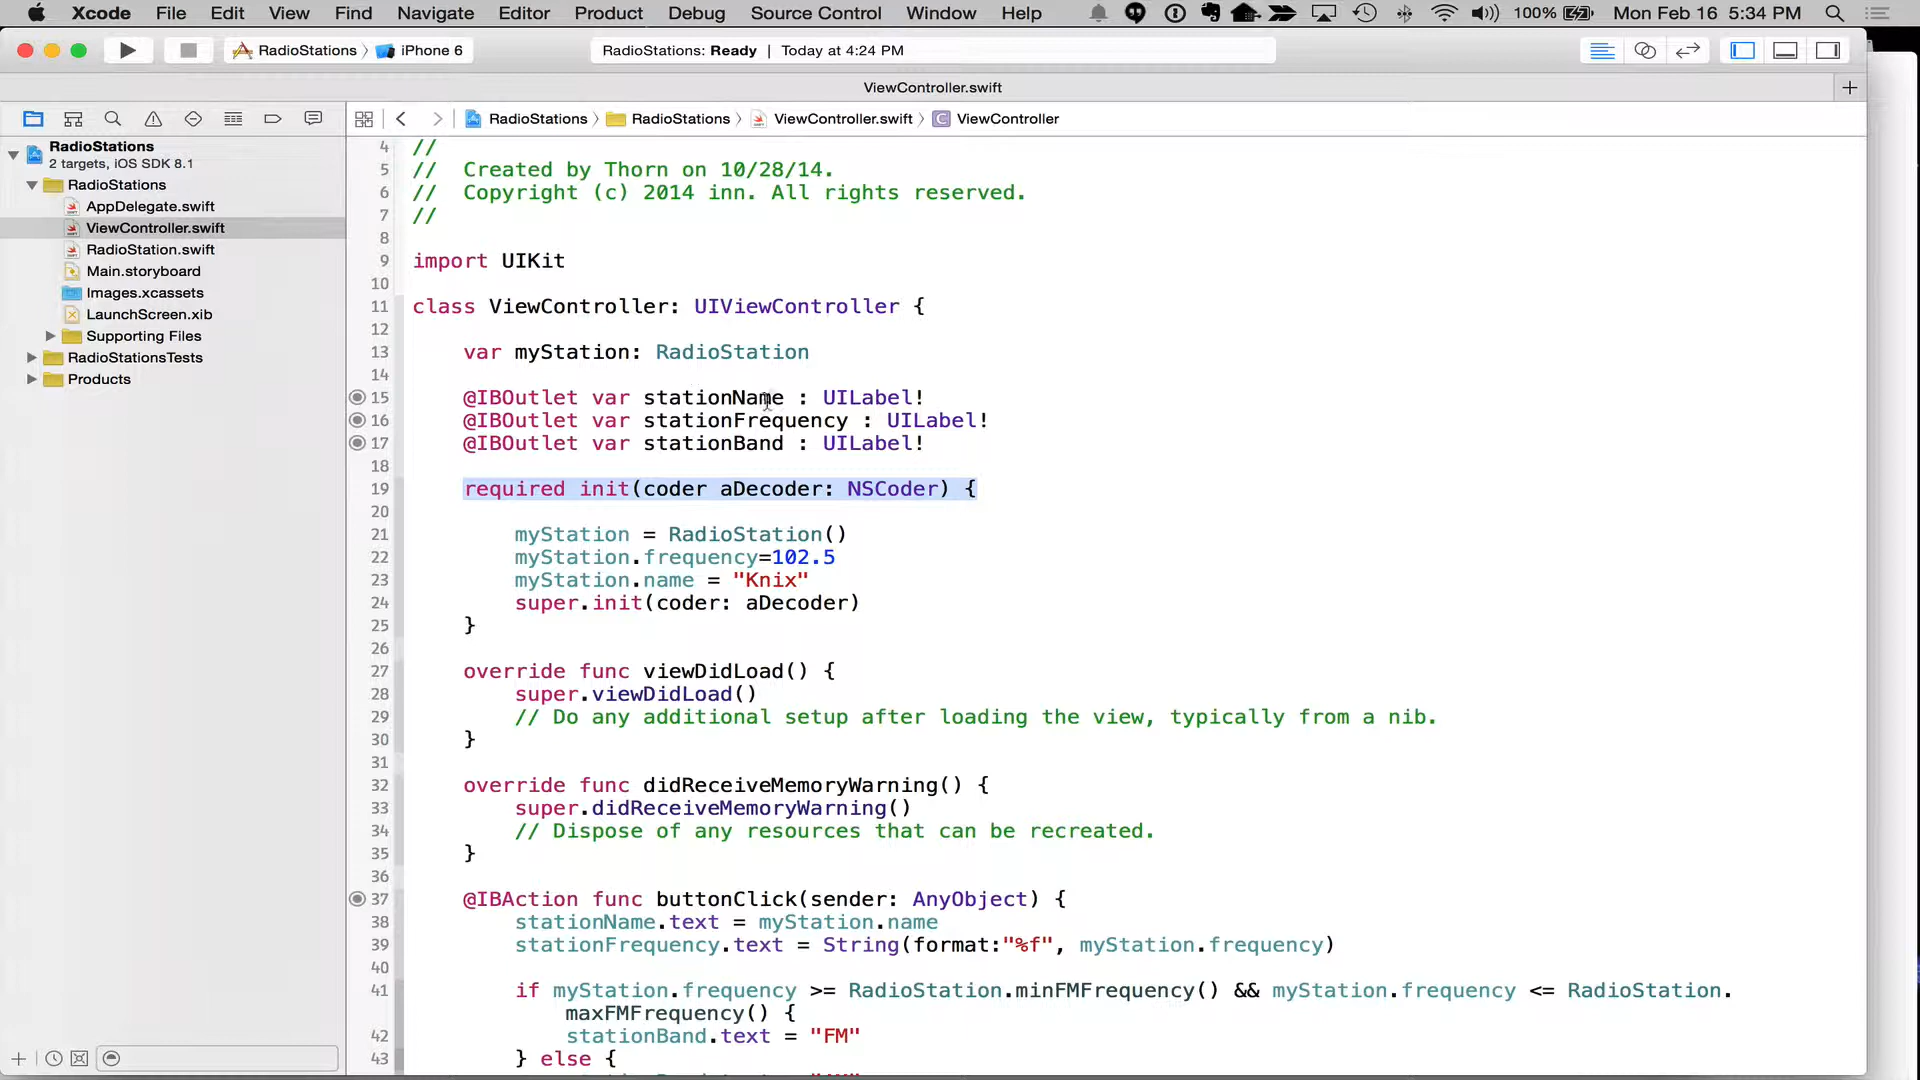 Xcode File Edit View Find Navigate Editor Product Debug Source Control Window Help 100% Mon Feb 16 5:34 PM
RadioStations iPhone 6 RadioStations: Ready | Today at 4:24 PM
ViewController.swift
RadioStations RadioStations ViewController.swift C ViewController
RadioStations
2 targets, iOS SDK 8.1
RadioStations
AppDelegate.swift
ViewController.swift
RadioStation.swift
Main.storyboard
Images.xcassets
LaunchScreen.xib
Supporting Files
RadioStationsTests
Products
4 //
5 // Created by Thorn on 10/28/14.
6 // Copyright (c) 2014 inn. All rights reserved.
7 //
8
9 import UIKit
10
11 class ViewController: UIViewController {
12
13 var myStation: RadioStation
14
15 @IBOutlet var stationName : UILabel!
16 @IBOutlet var stationFrequency : UILabel!
17 @IBOutlet var stationBand : UILabel!
18
19 required init(coder aDecoder: NSCoder) {
20
21 myStation = RadioStation()
22 myStation.frequency=102.5
23 myStation.name = "Knix"
24 super.init(coder: aDecoder)
25 }
26
27 override func viewDidLoad() {
28 super.viewDidLoad()
29 // Do any additional setup after loading the view, typically from a nib.
30 }
31
32 override func didReceiveMemoryWarning() {
33 super.didReceiveMemoryWarning()
34 // Dispose of any resources that can be recreated.
35 }
36
37 @IBAction func buttonClick(sender: AnyObject) {
38 stationName.text = myStation.name
39 stationFrequency.text = String(format:"%f", myStation.frequency)
40
41 if myStation.frequency >= RadioStation.minFMFrequency() && myStation.frequency <= RadioStation.
maxFMFrequency() {
42 stationBand.text = "FM"
43 } else {